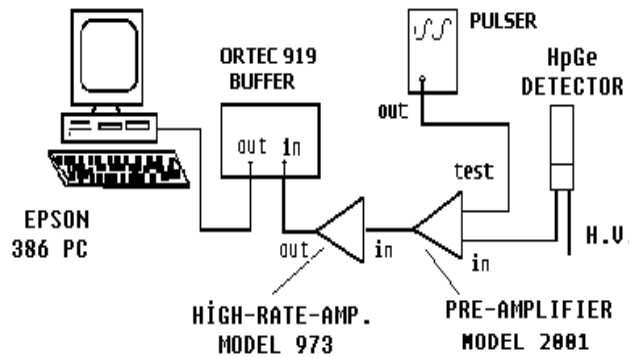 ORTEC 919
BUFFER
PULSER
HpGe
DETECTOR
out in
out
test
EPSON
386 PC
out
in
in
H.V.
HİGH-RATE-AMP.
MODEL 973
PRE-AMPLIFIER
MODEL 2001